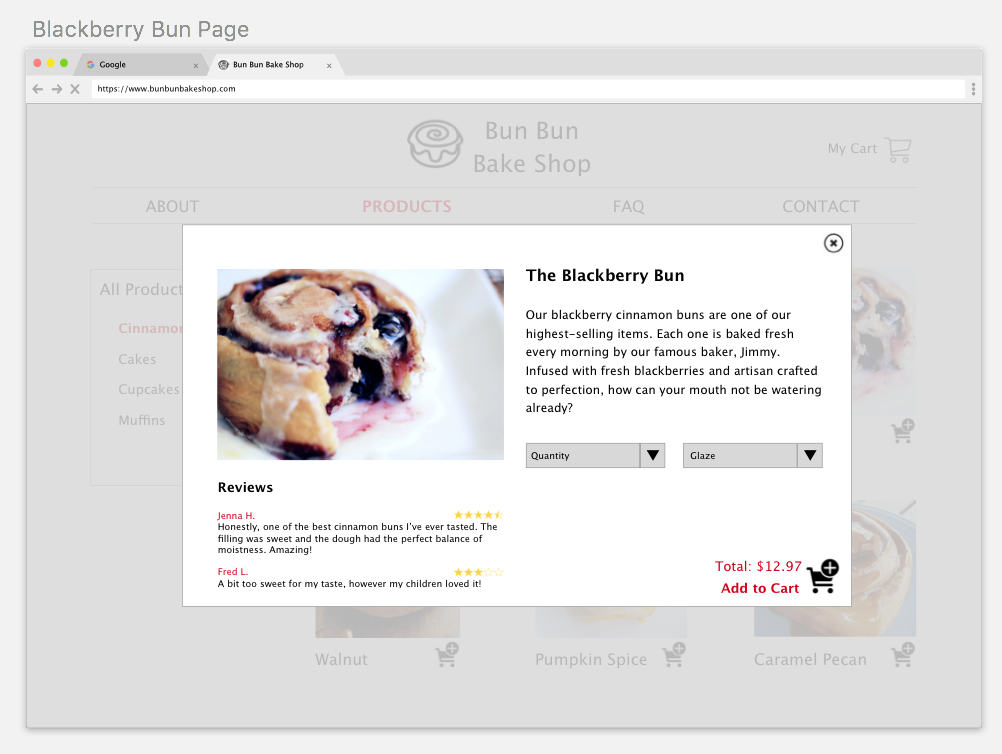 Blackberry Bun Page
Google
Bun Bun Bake Shop
https://www.bunbunbakeshop.com
Bun Bun
Bake Shop
My Cart
ABOUT
PRODUCTS
FAQ
CONTACT
All Product
Cinnamon
Cakes
Cupcakes
Muffins
The Blackberry Bun
Our blackberry cinnamon buns are one of our
highest-selling items. Each one is baked fresh
every morning by our famous baker, Jimmy.
Infused with fresh blackberries and artisan crafted
to perfection, how can your mouth not be watering
already?
Quantity
Glaze
Reviews
Jenna H.
Honestly, one of the best cinnamon buns I've ever tasted. The
filling was sweet and the dough had the perfect balance of
moistness. Amazing!
Fred L.
A bit too sweet for my taste, however my children loved it!
Total: $12.97
Add to Cart
Walnut
Pumpkin Spice
Caramel Pecan